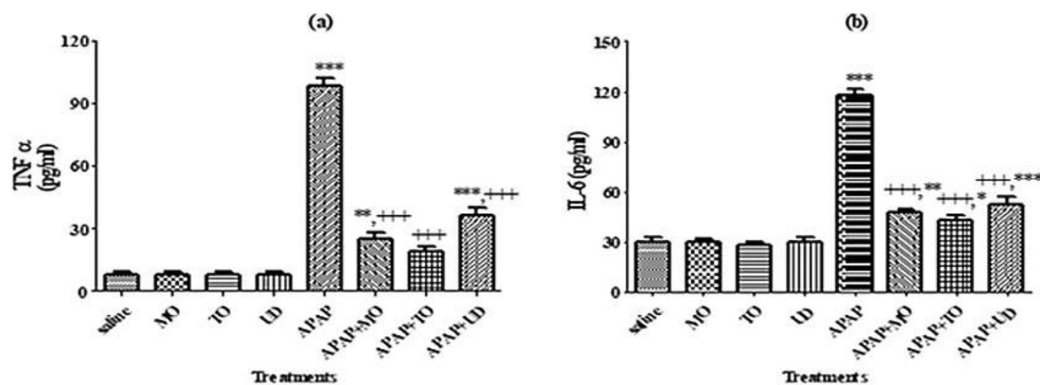 (a)
120
90
60
30
0
TNF α
(pg/ml)
***
**, +++
+++
***, +++
saline
MO
TO
UD
APAP
APAP+MO
APAP+TO
APAP+UD
Treatments
(b)
150
120
90
60
30
0
IL-6 (pg/ml)
***
+++, **
+++, *
+++, ***
saline
MO
TO
UD
APAP
APAP+MO
APAP+TO
APAP+UD
Treatments